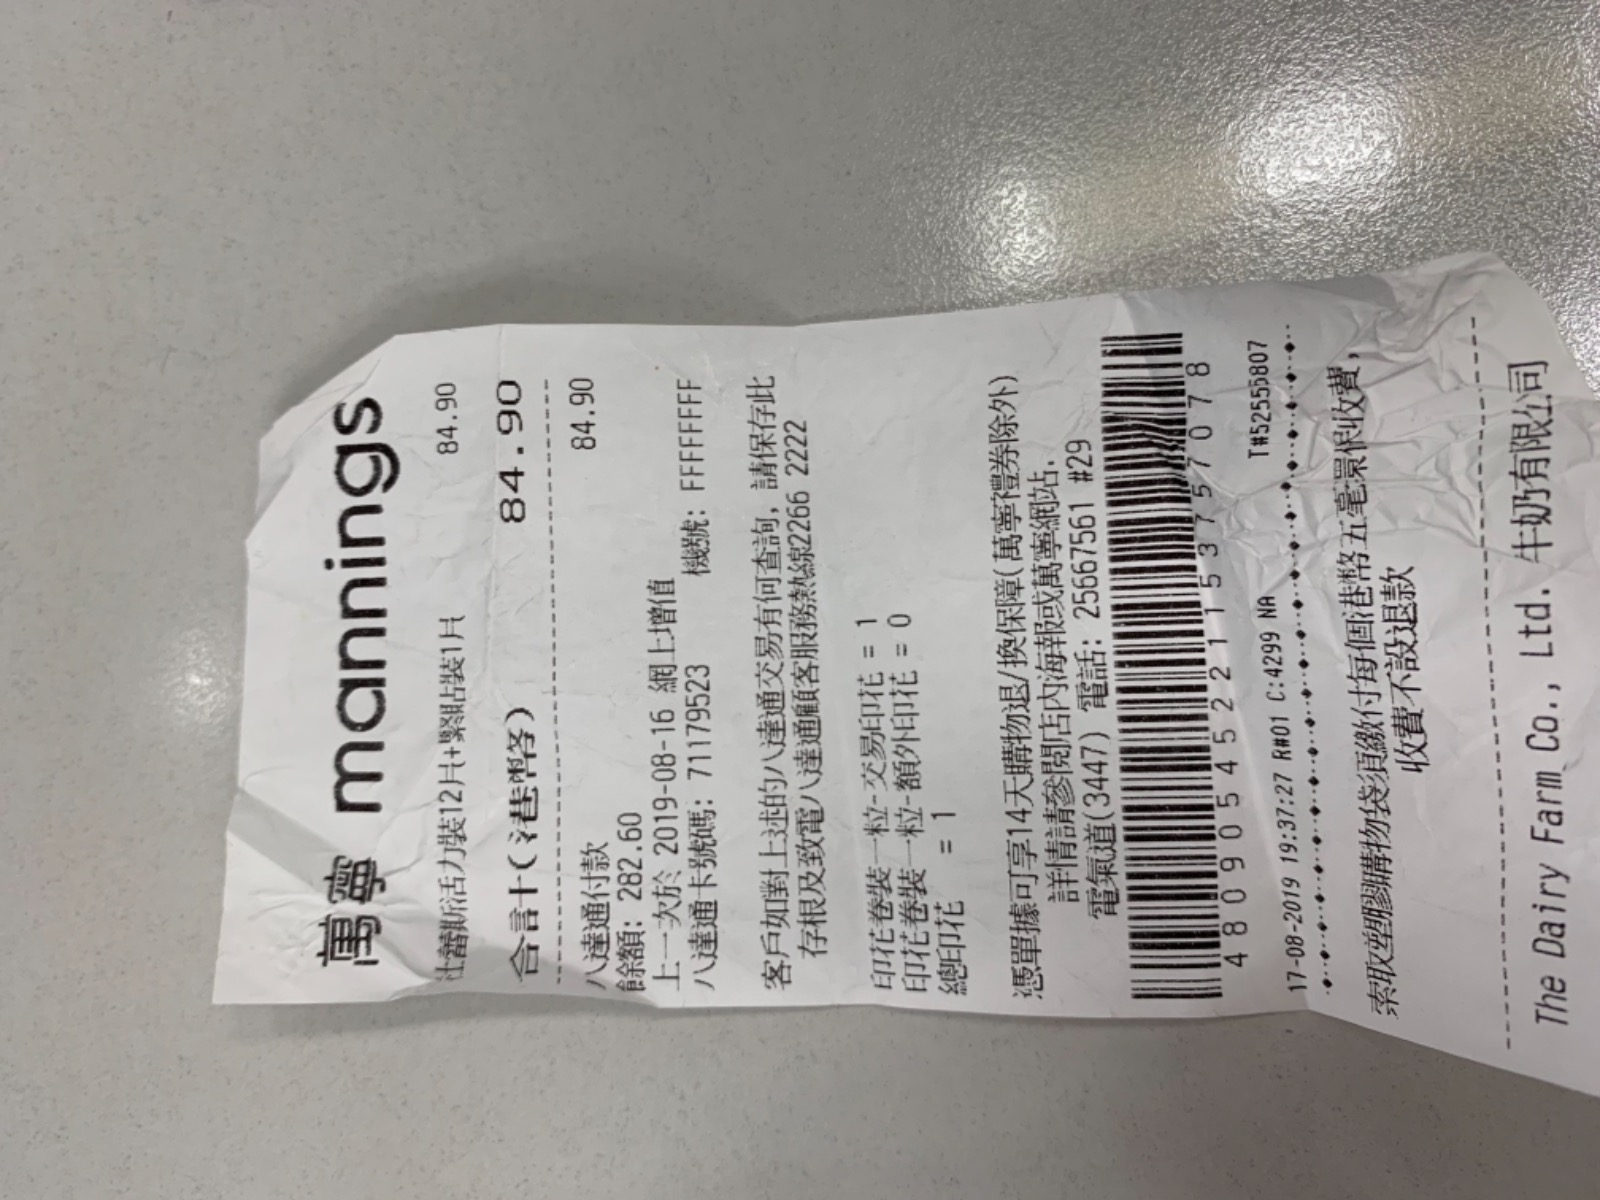 萬寧 mannings
杜蕾斯活力裝12片+緊貼裝1片 84.90
合計(港幣) 84.90
八達通付款 84.90
餘額: 282.60
上一次於 2019-08-16 網上增值
八達通卡號碼: 71179523 機號: FFFFFFFF
客戶如對上述的八達通交易有何查詢, 請保存此
存根及致電八達通顧客服務熱線2266 2222
印花卷裝一粒-交易印花 = 1
印花卷裝一粒-額外印花 = 0
總印花 = 1
憑單據可享14天購物退/換保障(萬寧禮券除外)
詳情請參閱店內海報或萬寧網站.
電氣道(3447) 電話: 25667561 #29
48090545221153757078
17-08-2019 19:37:27 R#01 C:4299 NA T#52555807
索取塑膠購物袋須繳付每個港幣五毫環保收費,
收費不設退款
The Dairy Farm Co., Ltd. 牛奶有限公司